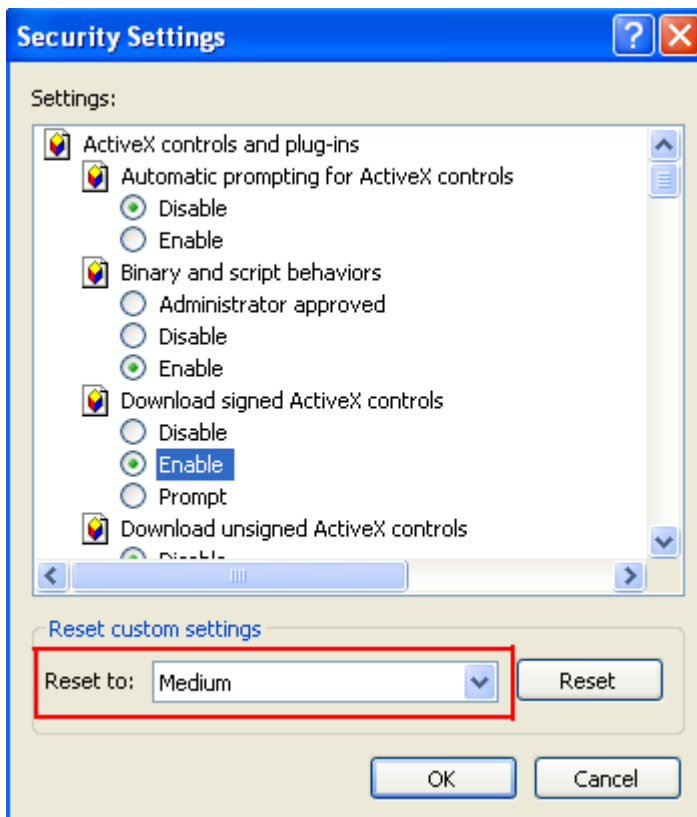 Security Settings
Settings:
ActiveX controls and plug-ins
Automatic prompting for ActiveX controls
Disable
Enable
Binary and script behaviors
Administrator approved
Disable
Enable
Download signed ActiveX controls
Disable
Enable
Prompt
Download unsigned ActiveX controls
Disable
Reset custom settings
Reset to: Medium Reset
OK Cancel